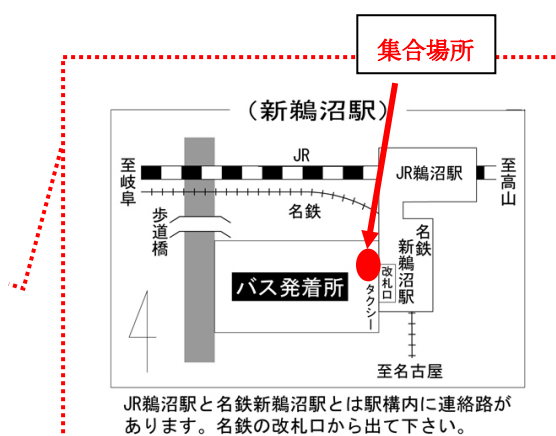 集合場所
(新鵜沼駅)
JR
至岐阜
JR鵜沼駅
至高山
名鉄
歩道橋
名鉄
新鵜沼駅
改札口
バス発着所
タクシー
至名古屋
JR鵜沼駅と名鉄新鵜沼駅とは駅構内に連絡路が
あります。名鉄の改札口から出て下さい。